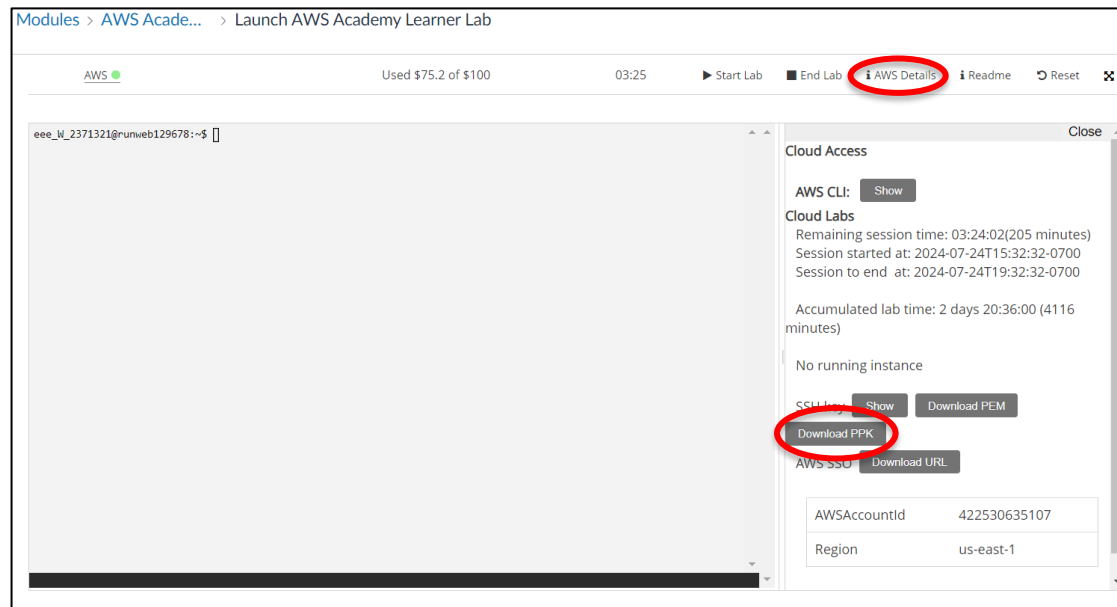 Modules > AWS Acade... > Launch AWS Academy Learner Lab
AWS Used $75.2 of $100 03:25 Start Lab End Lab AWS Details Readme Reset
eee_W_2371321@runweb129678:~$
Close
Cloud Access
AWS CLI: Show
Cloud Labs
Remaining session time: 03:24:02(205 minutes)
Session started at: 2024-07-24T15:32:32-0700
Session to end at: 2024-07-24T19:32:32-0700
Accumulated lab time: 2 days 20:36:00 (4116
minutes)
No running instance
SSH key Show Download PEM
Download PPK
AWS SSO Download URL
AWSAccountId 422530635107
Region us-east-1